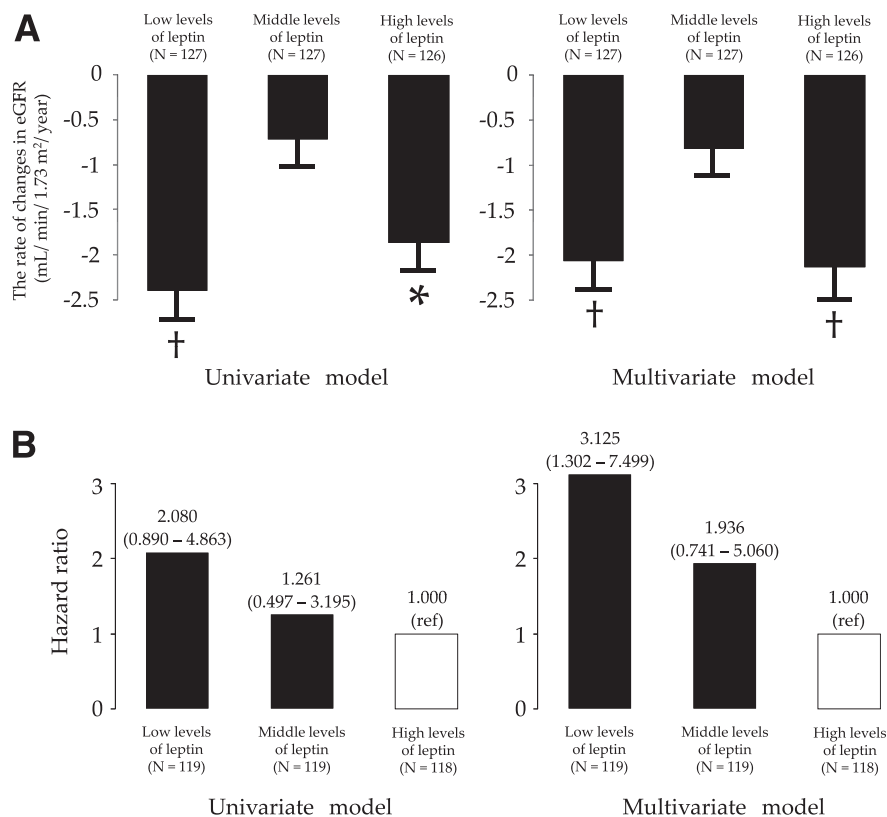 A
Low levels
of leptin
(N = 127)
Middle levels
of leptin
(N = 127)
High levels
of leptin
(N = 126)
The rate of changes in eGFR
(mL/ min/ 1.73 m²/ year)
0
-0.5
-1
-1.5
-2
-2.5
†
*
Univariate model
Low levels
of leptin
(N = 127)
Middle levels
of leptin
(N = 127)
High levels
of leptin
(N = 126)
0
-0.5
-1
-1.5
-2
-2.5
†
†
Multivariate model
B
Hazard ratio
3
2
1
0
2.080
(0.890 – 4.863)
1.261
(0.497 – 3.195)
1.000
(ref)
Low levels
of leptin
(N = 119)
Middle levels
of leptin
(N = 119)
High levels
of leptin
(N = 118)
Univariate model
3
2
1
0
3.125
(1.302 – 7.499)
1.936
(0.741 – 5.060)
1.000
(ref)
Low levels
of leptin
(N = 119)
Middle levels
of leptin
(N = 119)
High levels
of leptin
(N = 118)
Multivariate model